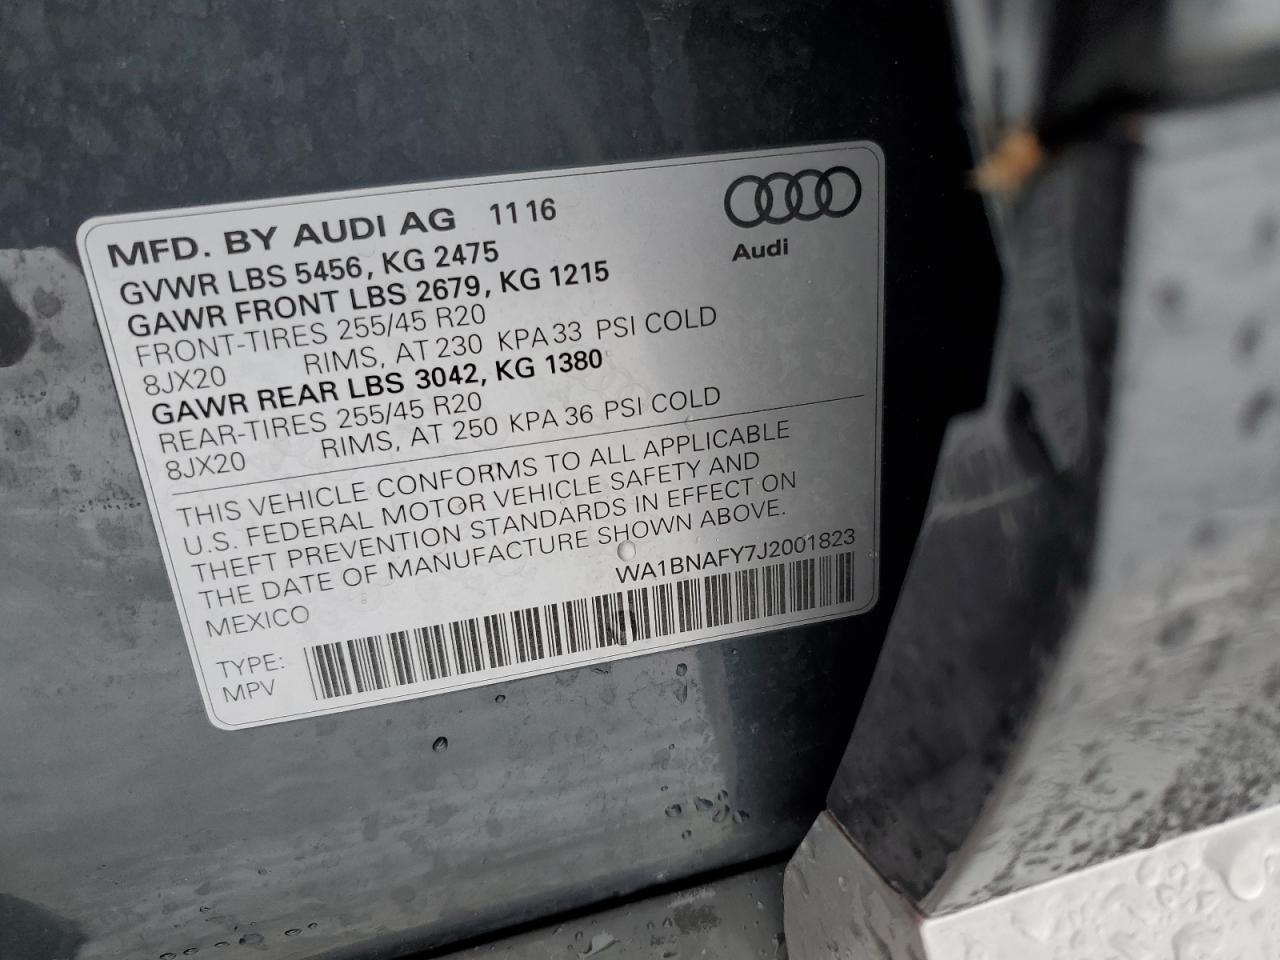 MFD. BY AUDI AG 11 16
Audi
GVWR LBS 5456, KG 2475
GAWR FRONT LBS 2679, KG 1215
FRONT-TIRES 255/45 R20
8JX20 RIMS, AT 230 KPA 33 PSI COLD
GAWR REAR LBS 3042, KG 1380
REAR-TIRES 255/45 R20
8JX20 RIMS, AT 250 KPA 36 PSI COLD
THIS VEHICLE CONFORMS TO ALL APPLICABLE
U.S. FEDERAL MOTOR VEHICLE SAFETY AND
THEFT PREVENTION STANDARDS IN EFFECT ON
THE DATE OF MANUFACTURE SHOWN ABOVE.
MEXICO WA1BNAFY7J2001823
TYPE:
MPV